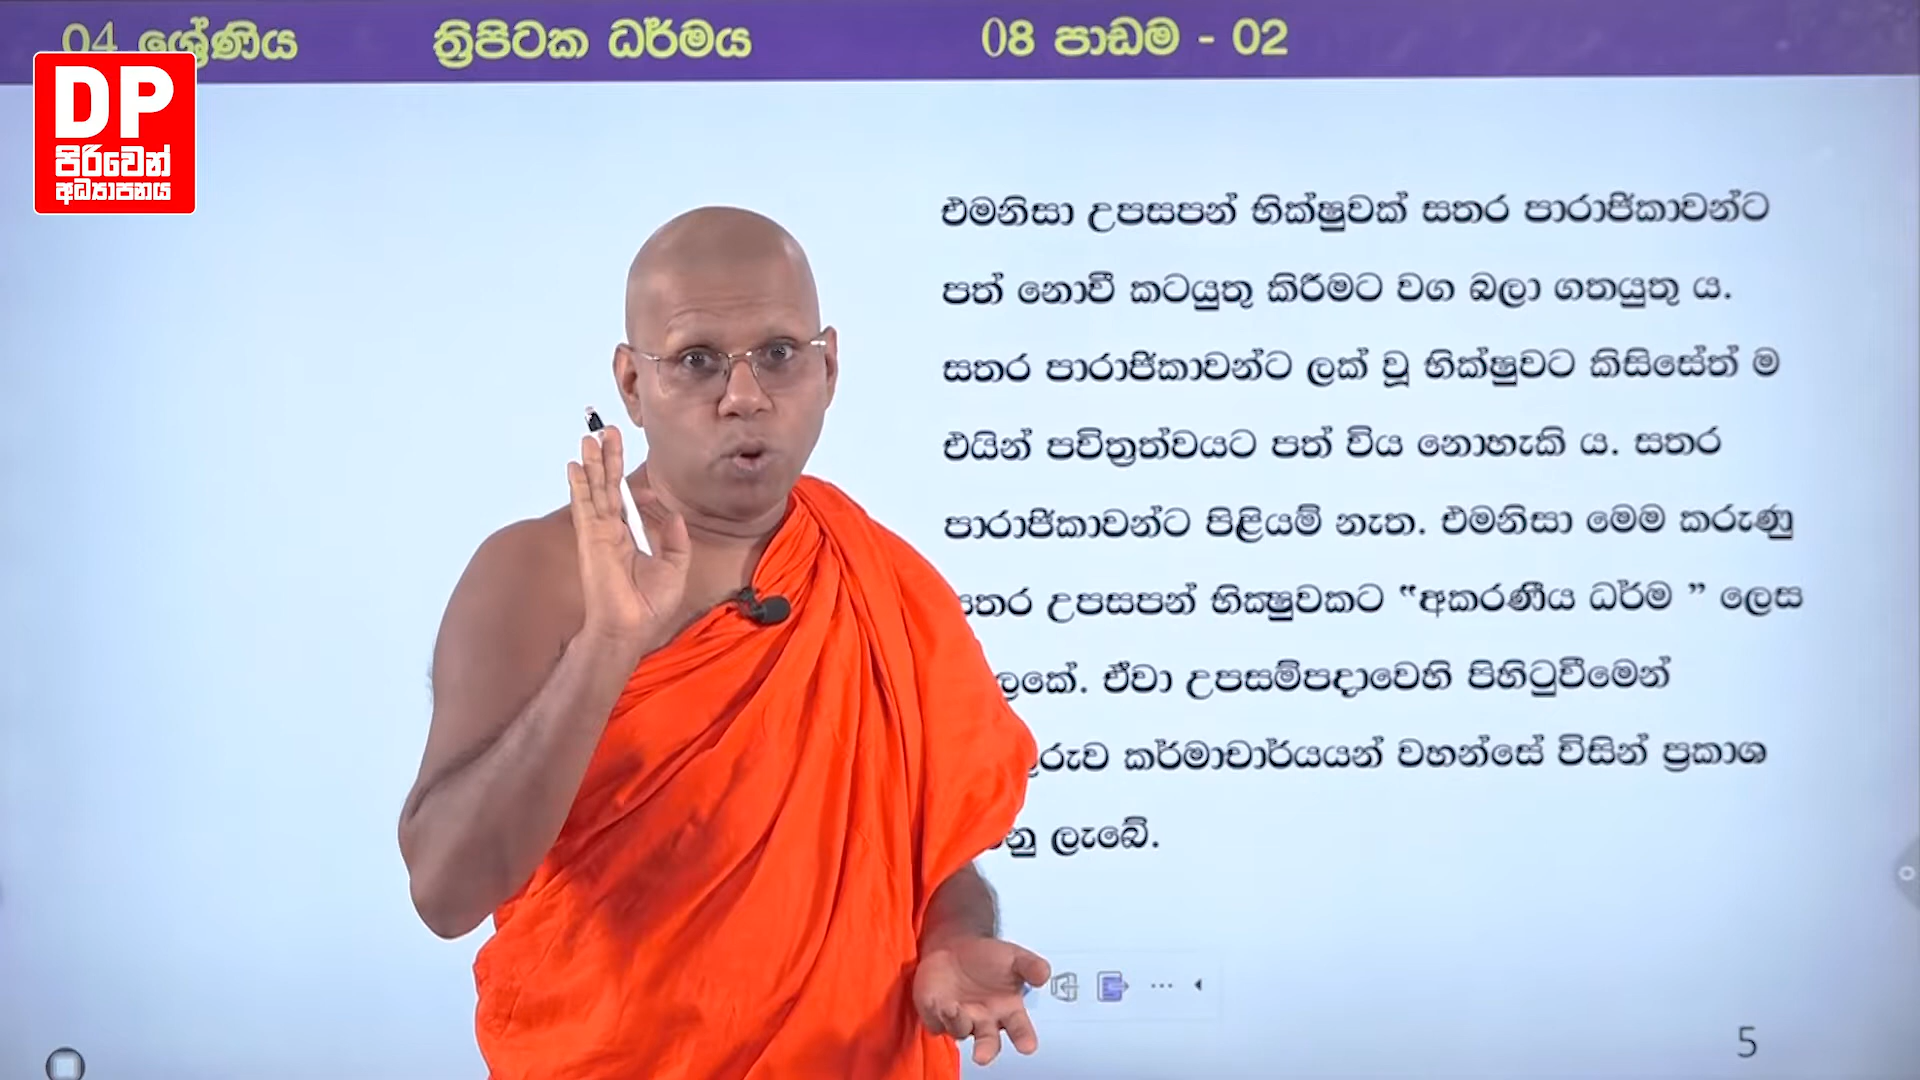 04 ශ්‍රේණිය ත්‍රිපිටක ධර්මය 08 පාඩම - 02
DP
පිරිවෙන්
අධ්‍යාපනය
එමනිසා උපසපන් භික්ෂුවක් සතර පාරාජිකාවන්ට
පත් නොවී කටයුතු කිරීමට වග බලා ගතයුතු ය.
සතර පාරාජිකාවන්ට ලක් වූ භික්ෂුවට කිසිසේත් ම
එයින් පවිත්‍රත්වයට පත් විය නොහැකි ය. සතර
පාරාජිකාවන්ට පිළියම් නැත. එමනිසා මෙම කරුණු
උපසපන් භික්ෂුවකට “අකරණීය ධර්ම ” ලෙස
ඒවා උපසම්පදාවෙහි පිහිටුවීමෙන්
කර්මාචාර්යයන් වහන්සේ විසින් ප්‍රකාශ
ලැබේ.
5